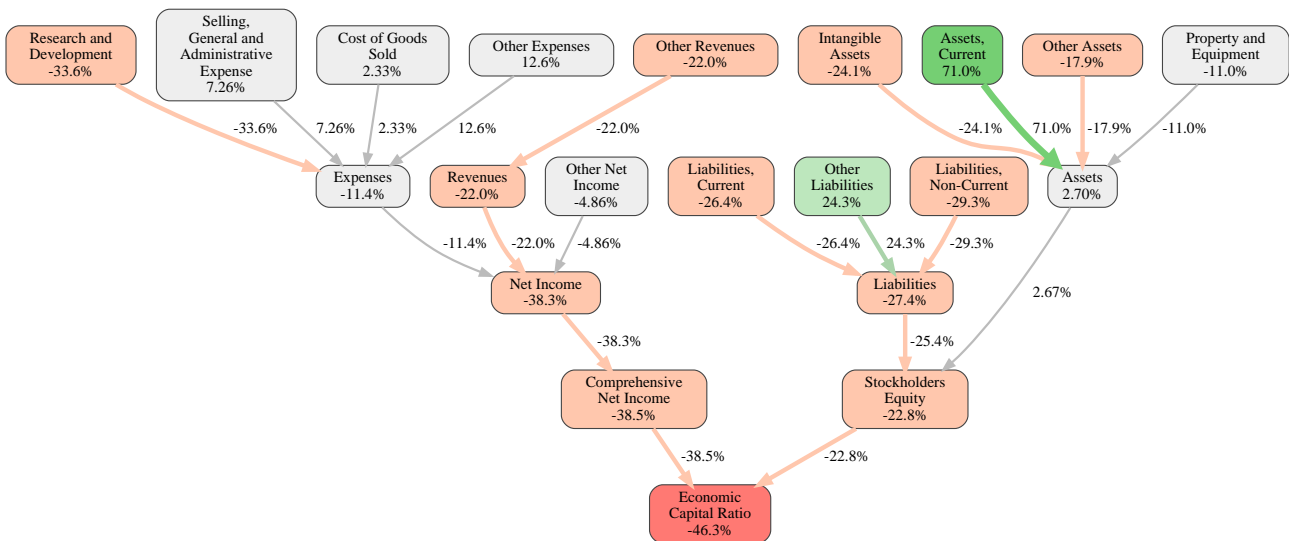 Research and
Development
-33.6%
Selling,
General and
Administrative
Expense
7.26%
Cost of Goods
Sold
2.33%
Other Expenses
12.6%
Other Revenues
-22.0%
Intangible
Assets
-24.1%
Assets,
Current
71.0%
Other Assets
-17.9%
Property and
Equipment
-11.0%
-33.6%
7.26%
2.33%
12.6%
-22.0%
-24.1%
71.0%
-17.9%
-11.0%
Expenses
-11.4%
Revenues
-22.0%
Other Net
Income
-4.86%
Liabilities,
Current
-26.4%
Other
Liabilities
24.3%
Liabilities,
Non-Current
-29.3%
Assets
2.70%
-11.4%
-22.0%
-4.86%
-26.4%
24.3%
-29.3%
2.67%
Net Income
-38.3%
Liabilities
-27.4%
-38.3%
-25.4%
Comprehensive
Net Income
-38.5%
Stockholders
Equity
-22.8%
-38.5%
-22.8%
Economic
Capital Ratio
-46.3%